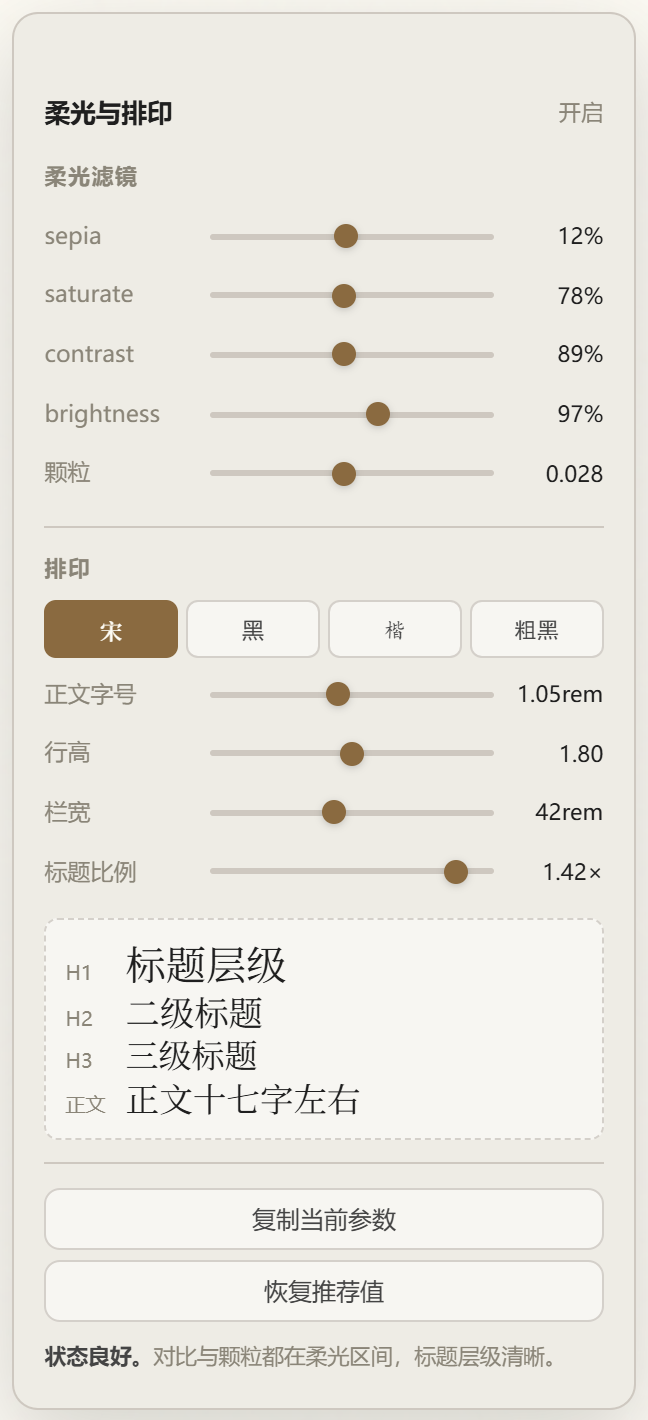 柔光与排印 开启
柔光滤镜
sepia 12%
saturate 78%
contrast 89%
brightness 97%
颗粒 0.028
排印
宋 黑 楷 粗黑
正文字号 1.05rem
行高 1.80
栏宽 42rem
标题比例 1.42×
H1 标题层级
H2 二级标题
H3 三级标题
正文 正文十七字左右
复制当前参数
恢复推荐值
状态良好。对比与颗粒都在柔光区间，标题层级清晰。